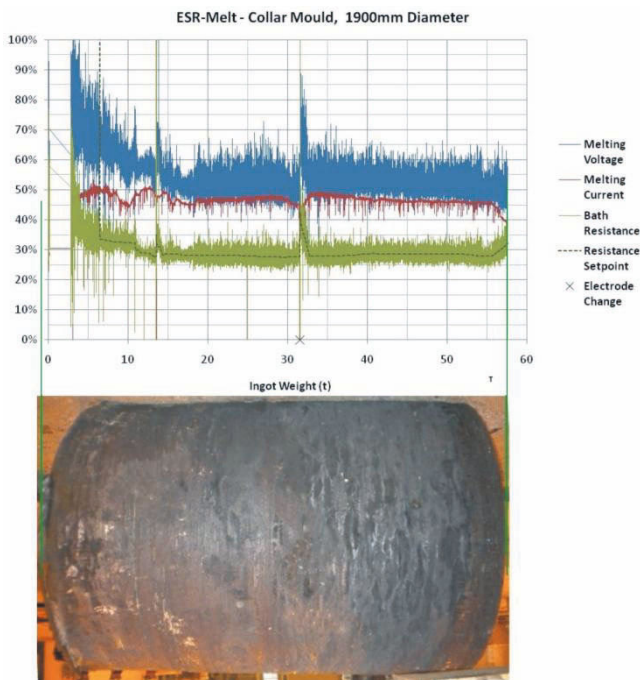 ESR-Melt - Collar Mould, 1900mm Diameter
100%
90%
80%
70%
60%
50%
40%
30%
20%
10%
0%
0 10 20 30 40 50 60
Ingot Weight (t)
T
Melting
Voltage
Melting
Current
Bath
Resistance
Resistance
Setpoint
Electrode
Change